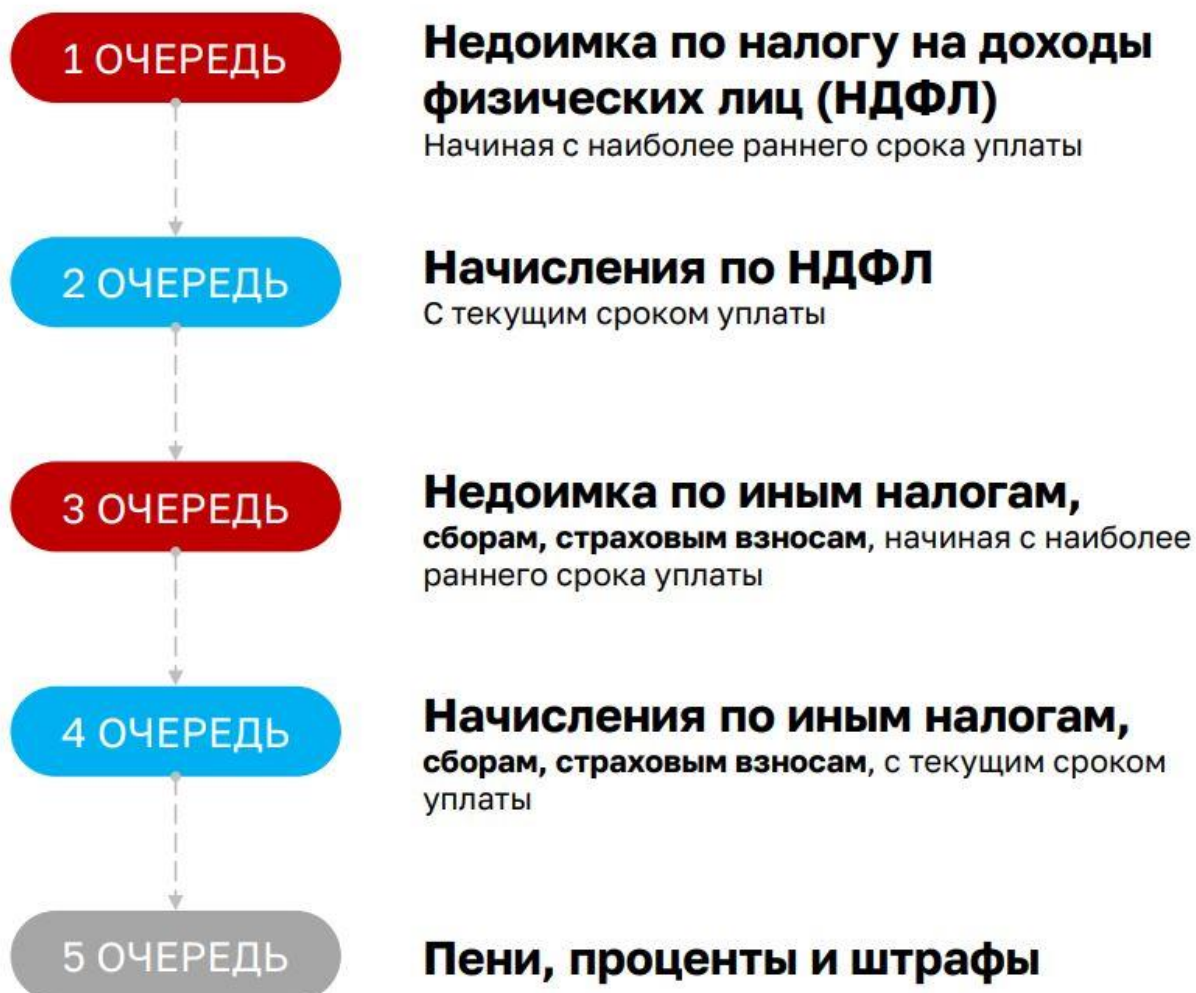 1 ОЧЕРЕДЬ
Недоимка по налогу на доходы
физических лиц (НДФЛ)
Начиная с наиболее раннего срока уплаты
2 ОЧЕРЕДЬ
Начисления по НДФЛ
С текущим сроком уплаты
3 ОЧЕРЕДЬ
Недоимка по иным налогам,
сборам, страховым взносам, начиная с наиболее
раннего срока уплаты
4 ОЧЕРЕДЬ
Начисления по иным налогам,
сборам, страховым взносам, с текущим сроком
уплаты
5 ОЧЕРЕДЬ
Пени, проценты и штрафы